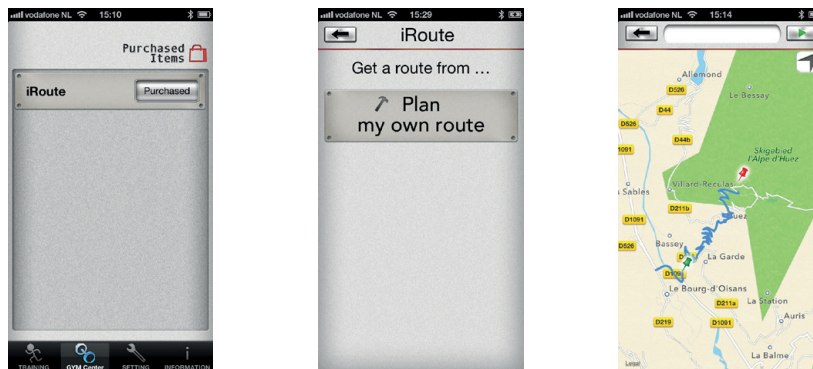 vodafone NL 15:10
Purchased
Items
iRoute
Purchased
TRAINING GYM Center SETTING INFORMATION
vodafone NL 15:29
iRoute
Get a route from ...
Plan
my own route
vodafone NL 15:14
Allemond
D526
Le Bessay
D44
D526
D44b
1091
Skigebied
l'Alpe d'Huez
Villard-Reculas
s Sables
D211b
D1091
Huez
D526
Bassey
La Garde
Le Bourg-d'Oisans
D211a
La Station
Auris
D219
D1091
La Balme
Legal